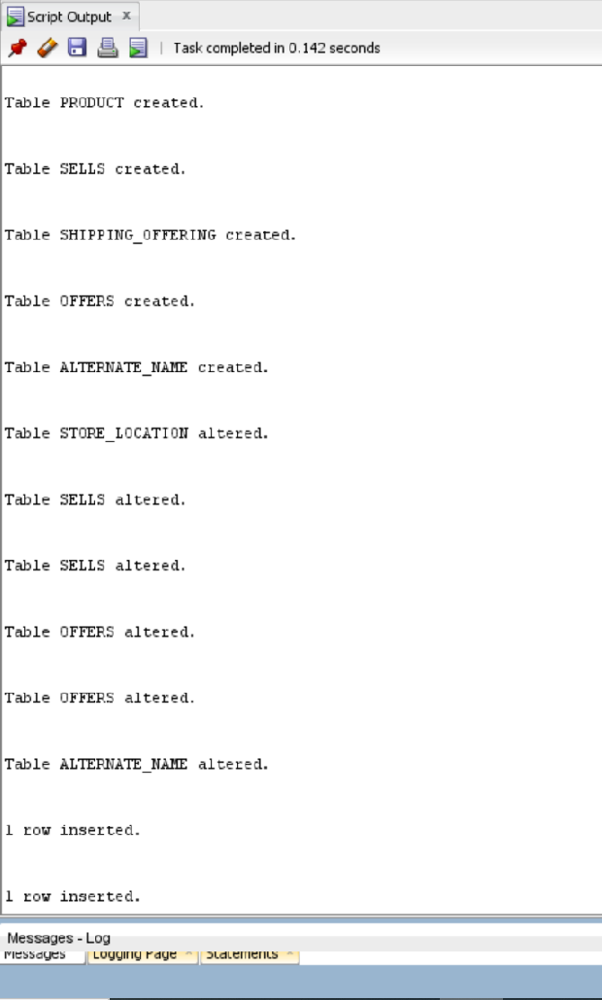 Script Output x
Task completed in 0.142 seconds
Table PRODUCT created.
Table SELLS created.
Table SHIPPING_OFFERING created.
Table OFFERS created.
Table ALTERNATE_NAME created.
Table STORE_LOCATION altered.
Table SELLS altered.
Table SELLS altered.
Table OFFERS altered.
Table OFFERS altered.
Table ALTERNATE_NAME altered.
1 row inserted.
1 row inserted.
Messages - Log
Messages Logging Page × Statements ×